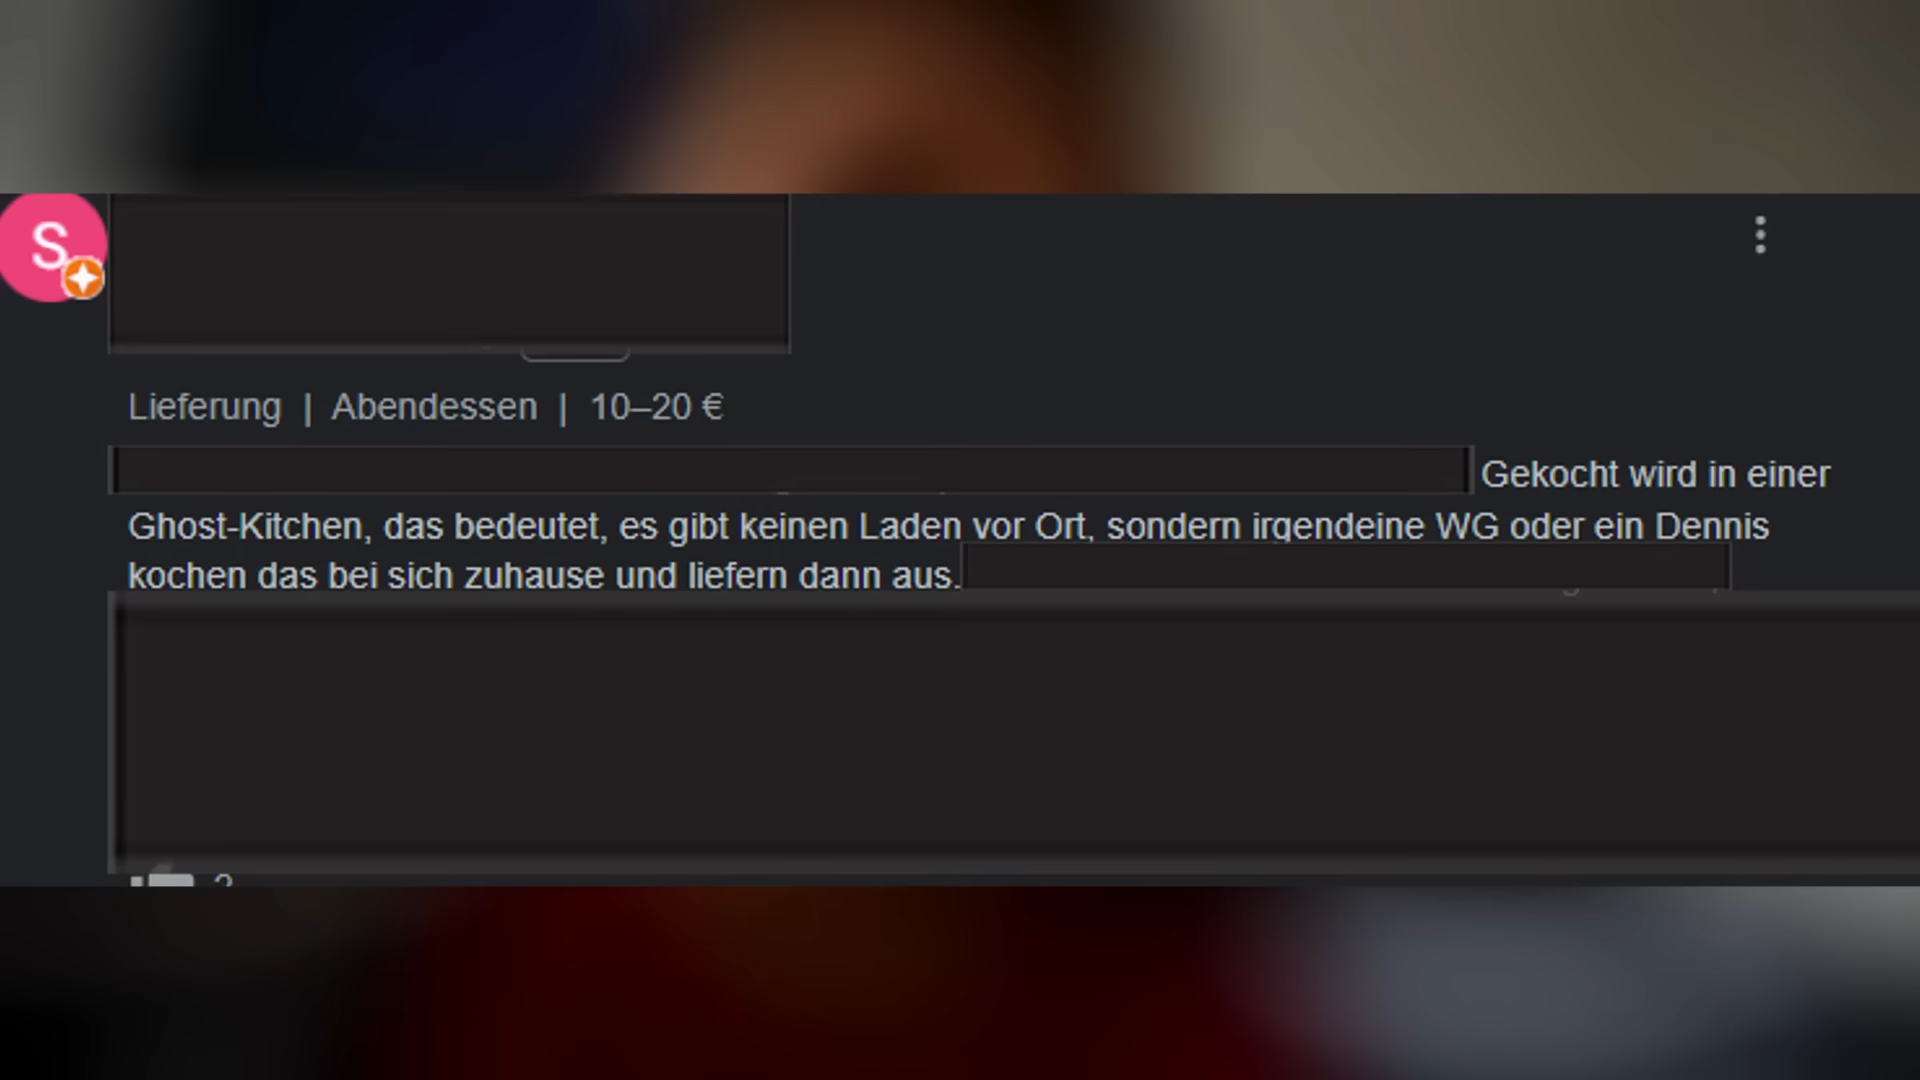 S
Lieferung | Abendessen | 10–20 €
Gekocht wird in einer
Ghost-Kitchen, das bedeutet, es gibt keinen Laden vor Ort, sondern irgendeine WG oder ein Dennis
kochen das bei sich zuhause und liefern dann aus.